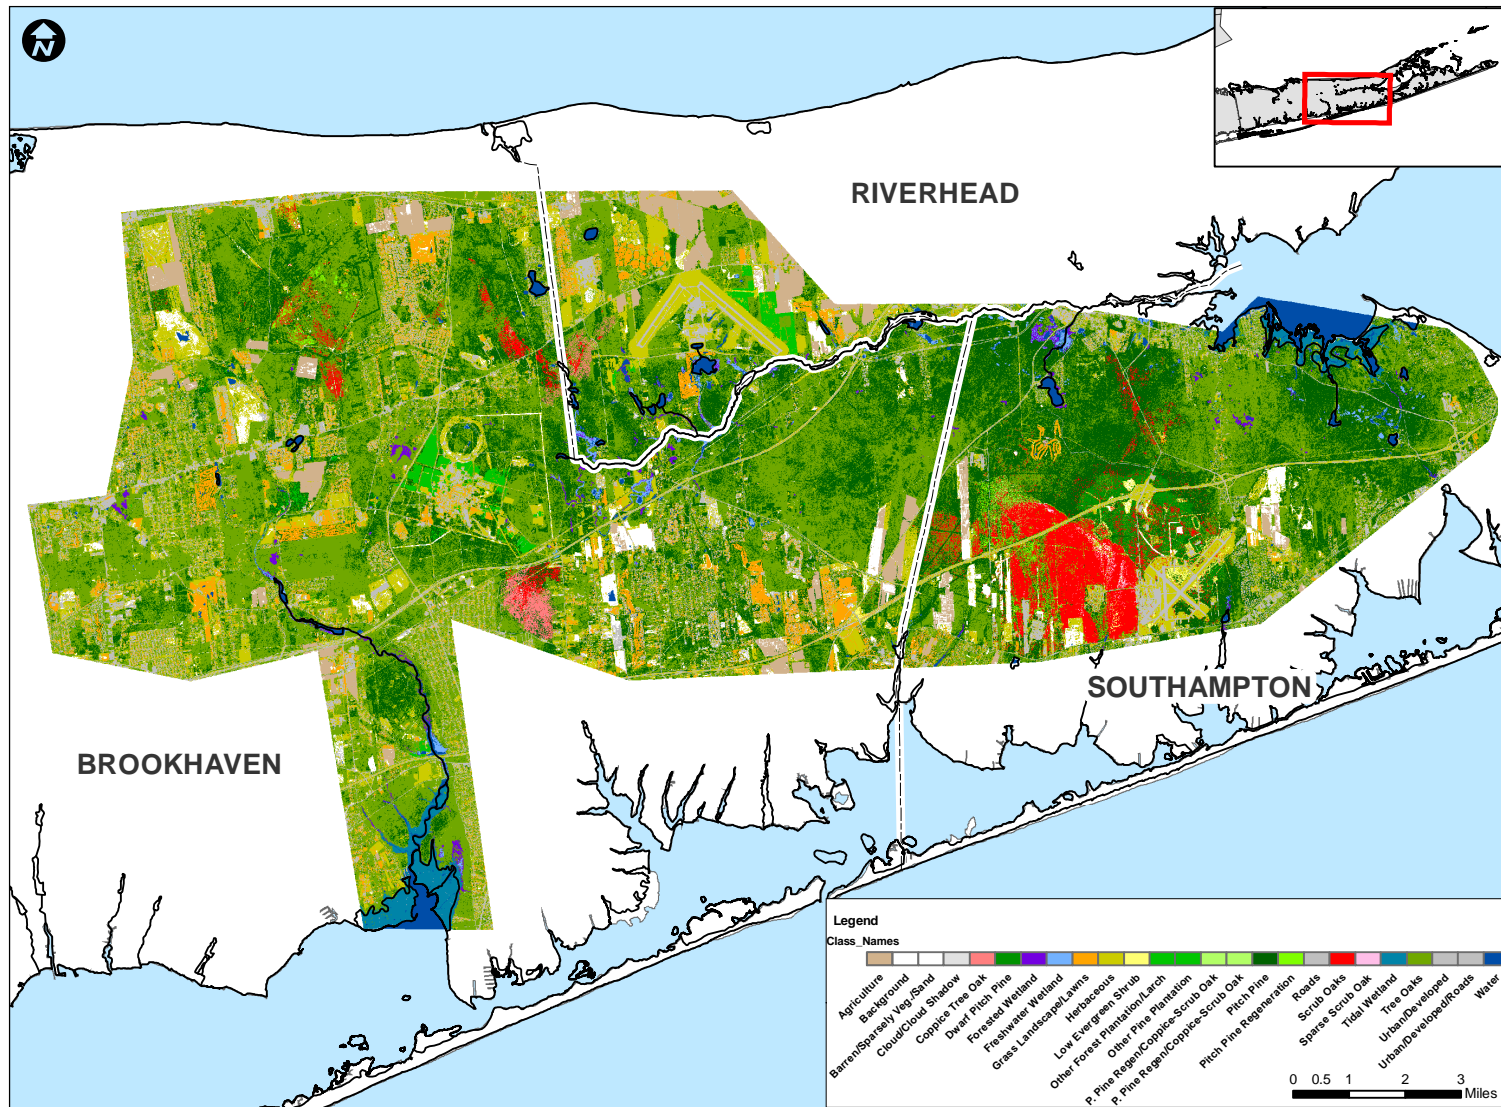 N
RIVERHEAD
SOUTHAMPTON
BROOKHAVEN
Legend
Class_Names
Agriculture
Background
Barren/Sparsely Veg./Sand
Cloud/Cloud Shadow
Coppice Tree Oak
Dwarf Pitch Pine
Forested Wetland
Freshwater Wetland
Grass Landscape/Lawns
Herbaceous
Low Evergreen Shrub
Other Forest Plantation/Larch
Other Pine Plantation
P. Pine Regen/Coppice-Scrub Oak
P. Pine Regen/Coppice-Scrub Oak
Pitch Pine
Pitch Pine Regeneration
Roads
Scrub Oaks
Sparse Scrub Oak
Tidal Wetland
Tree Oaks
Urban/Developed
Urban/Developed/Roads
Water
0 0.5 1 2 3
Miles